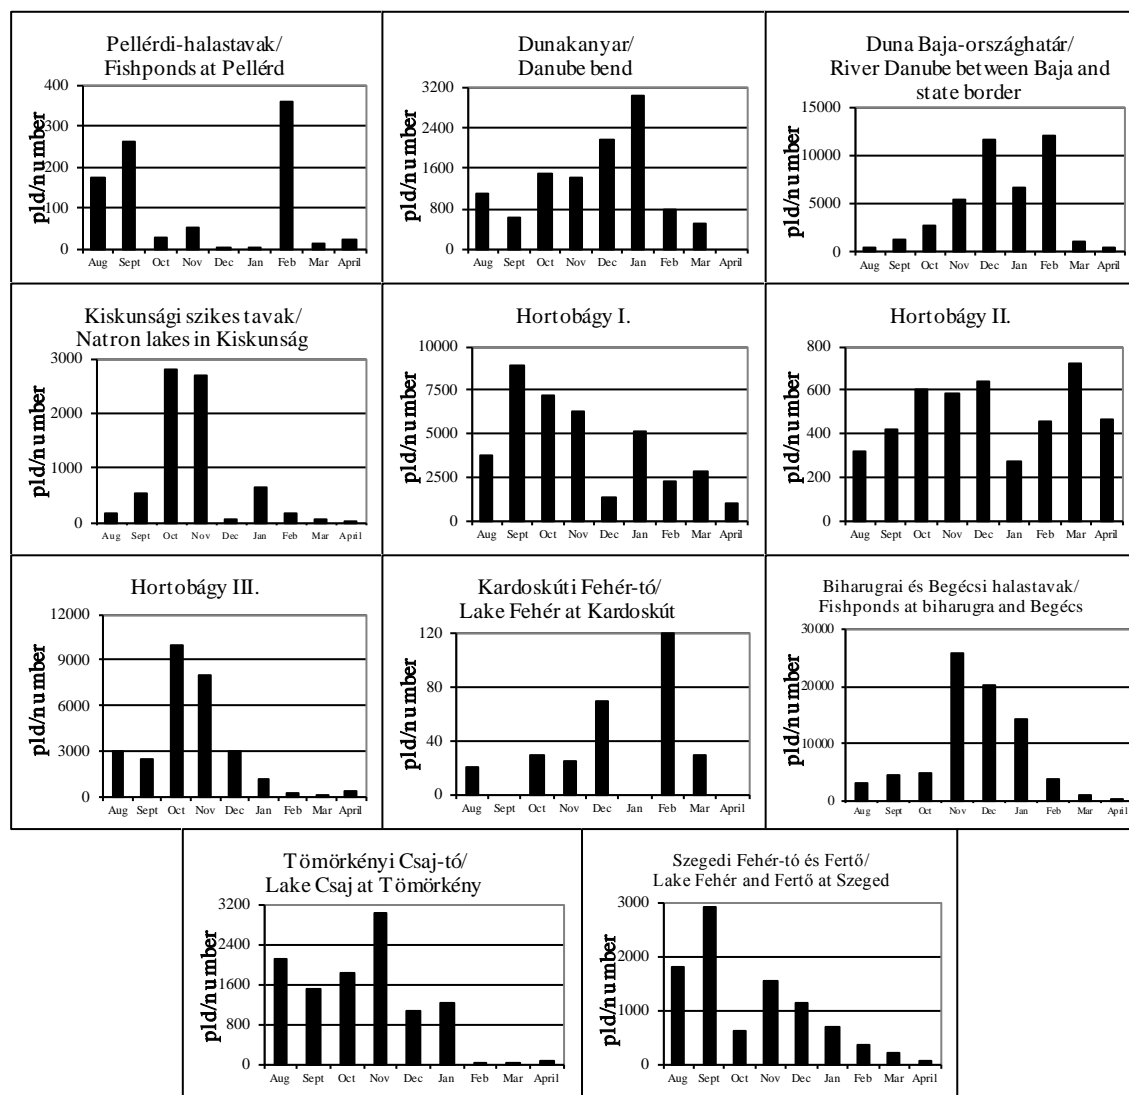 Pellérdi-halastavak/
Fishponds at Pellérd
pld/number
400
300
200
100
0
Aug Sept Oct Nov Dec Jan Feb Mar April
Dunakanyar/
Danube bend
pld/number
3200
2400
1600
800
0
Aug Sept Oct Nov Dec Jan Feb Mar April
Duna Baja-országhatár/
River Danube between Baja and
state border
pld/number
15000
10000
5000
0
Aug Sept Oct Nov Dec Jan Feb Mar April
Kiskunsági szikes tavak/
Natron lakes in Kiskunság
pld/number
3000
2000
1000
0
Aug Sept Oct Nov Dec Jan Feb Mar April
Hortobágy I.
pld/number
10000
7500
5000
2500
0
Aug Sept Oct Nov Dec Jan Feb Mar April
Hortobágy II.
pld/number
800
600
400
200
0
Aug Sept Oct Nov Dec Jan Feb Mar April
Hortobágy III.
pld/number
12000
9000
6000
3000
0
Aug Sept Oct Nov Dec Jan Feb Mar April
Kardoskúti Fehér-tó/
Lake Fehér at Kardoskút
pld/number
120
80
40
0
Aug Sept Oct Nov Dec Jan Feb Mar April
Biharugrai és Begécsi halastavak/
Fishponds at biharugra and Begécs
pld/number
30000
20000
10000
0
Aug Sept Oct Nov Dec Jan Feb Mar April
Tömörkényi Csaj-tó/
Lake Csaj at Tömörkény
pld/number
3200
2400
1600
800
0
Aug Sept Oct Nov Dec Jan Feb Mar April
Szegedi Fehér-tó és Fertő/
Lake Fehér and Fertő at Szeged
pld/number
3000
2000
1000
0
Aug Sept Oct Nov Dec Jan Feb Mar April